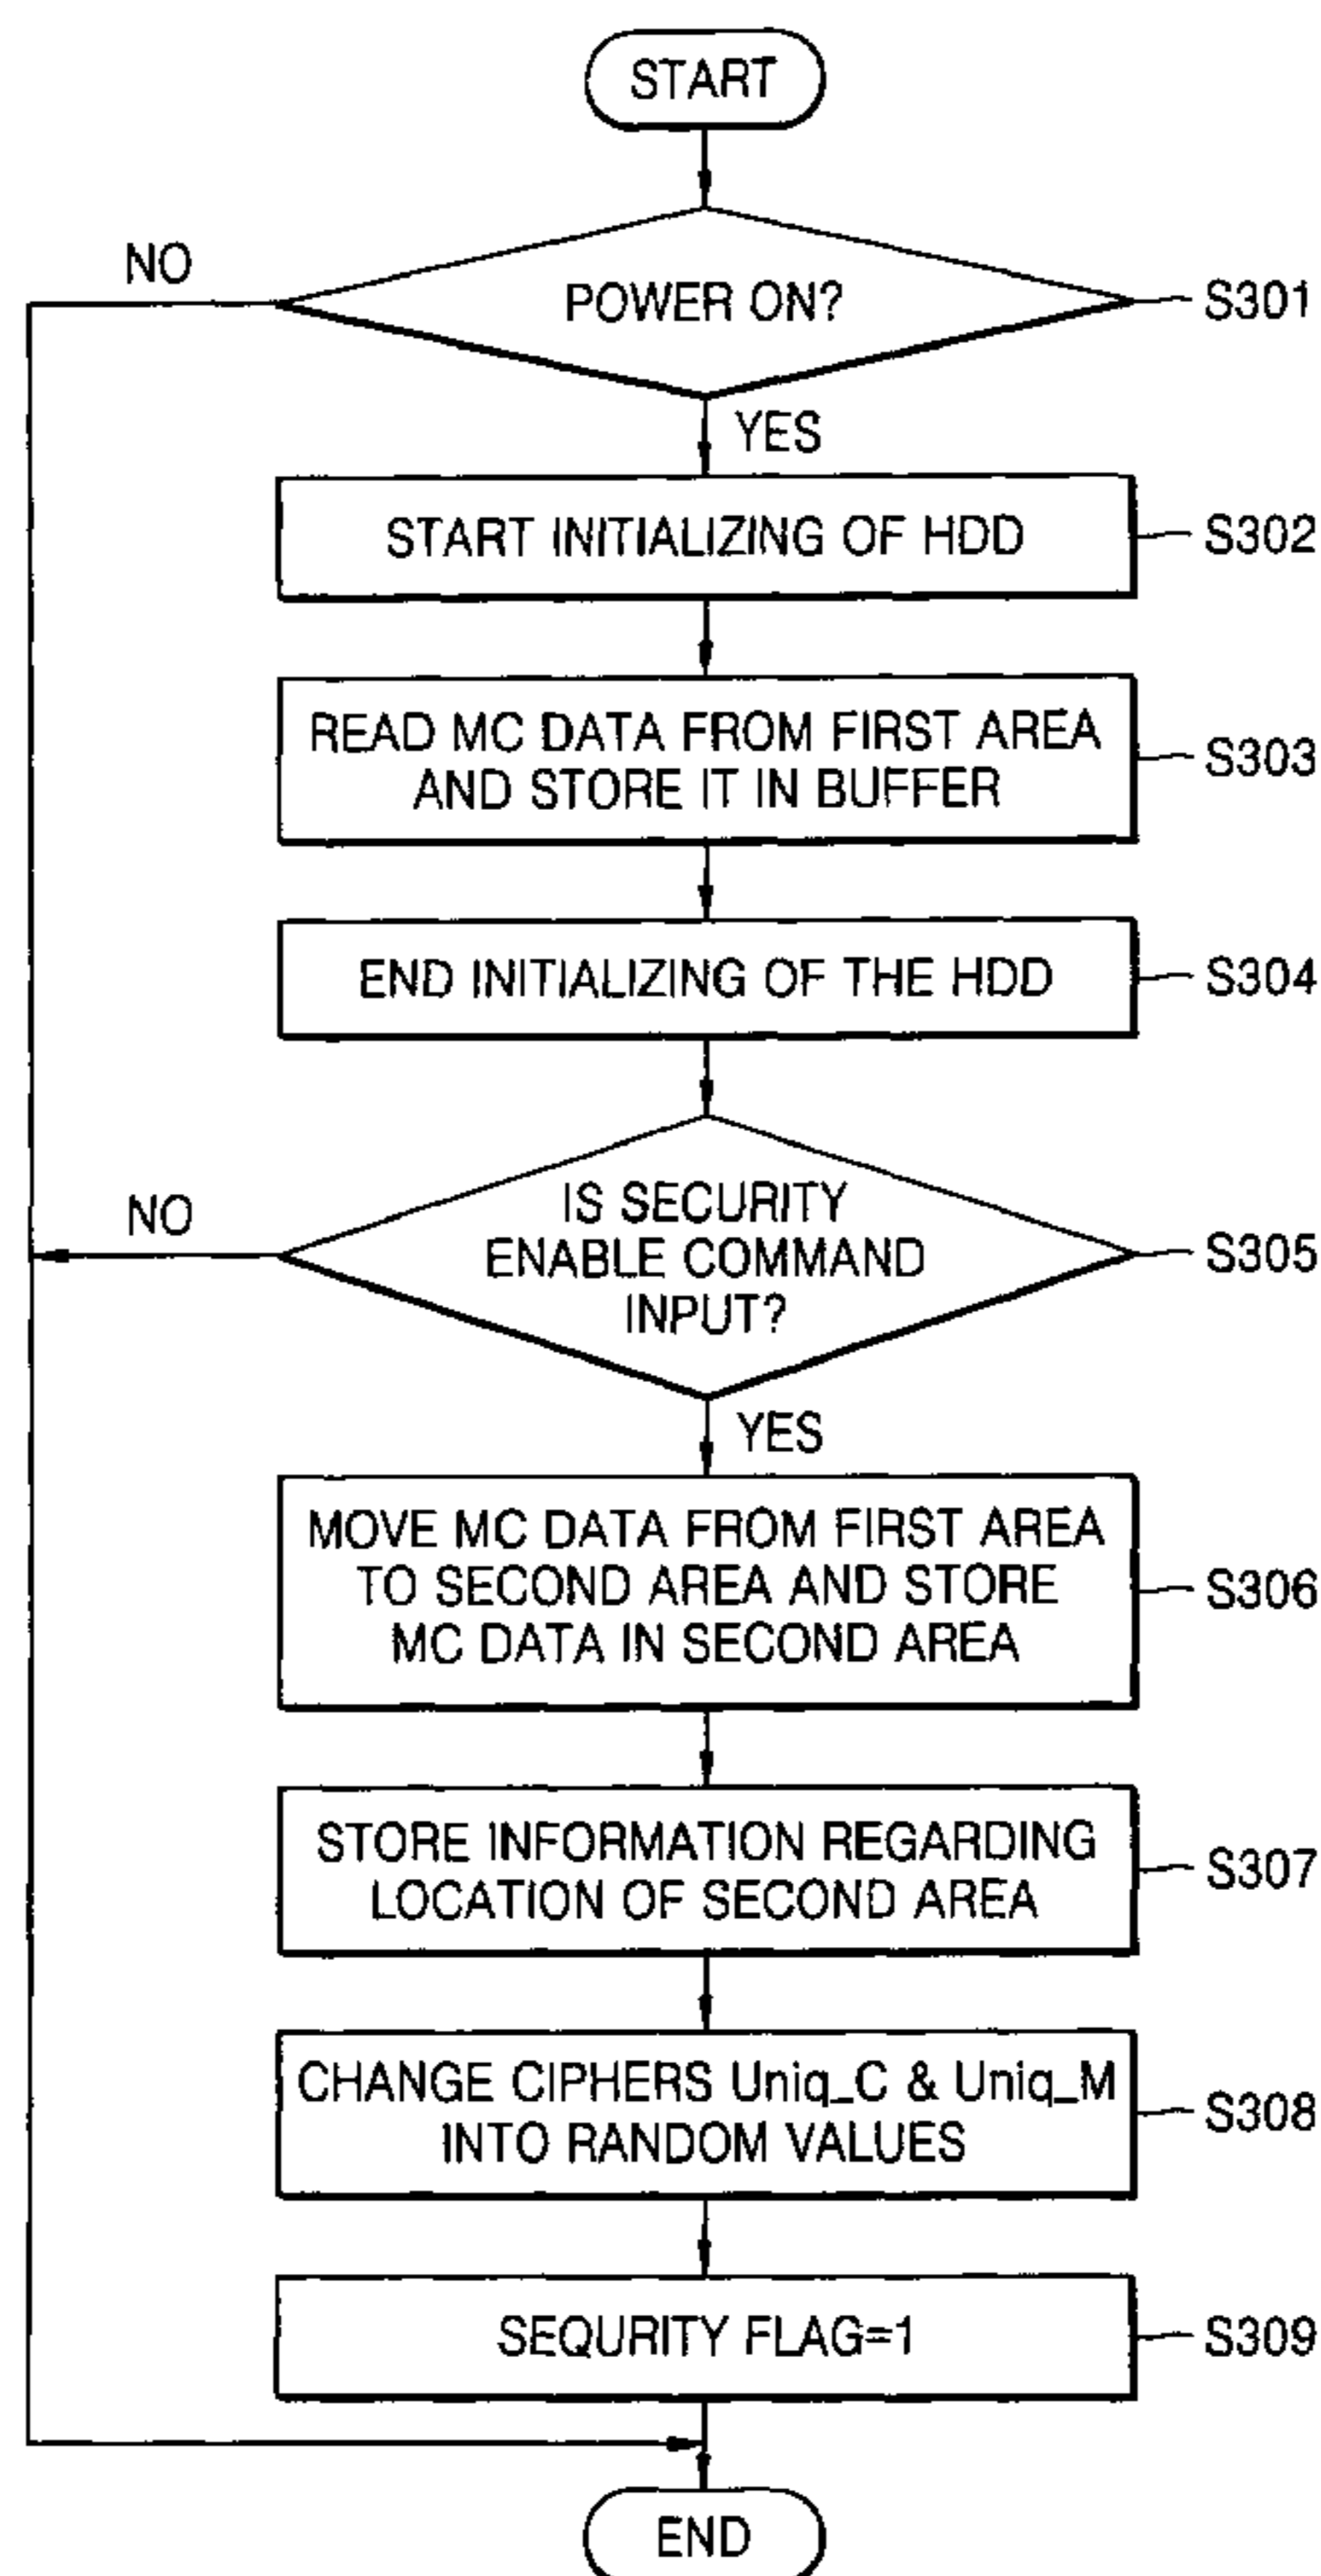 START
NO
POWER ON?
S301
YES
START INITIALIZING OF HDD
S302
READ MC DATA FROM FIRST AREA
AND STORE IT IN BUFFER
S303
END INITIALIZING OF THE HDD
S304
NO
IS SECURITY
ENABLE COMMAND
INPUT?
S305
YES
MOVE MC DATA FROM FIRST AREA
TO SECOND AREA AND STORE
MC DATA IN SECOND AREA
S306
STORE INFORMATION REGARDING
LOCATION OF SECOND AREA
S307
CHANGE CIPHERS Uniq_C & Uniq_M
INTO RANDOM VALUES
S308
SEQURITY FLAG=1
S309
END